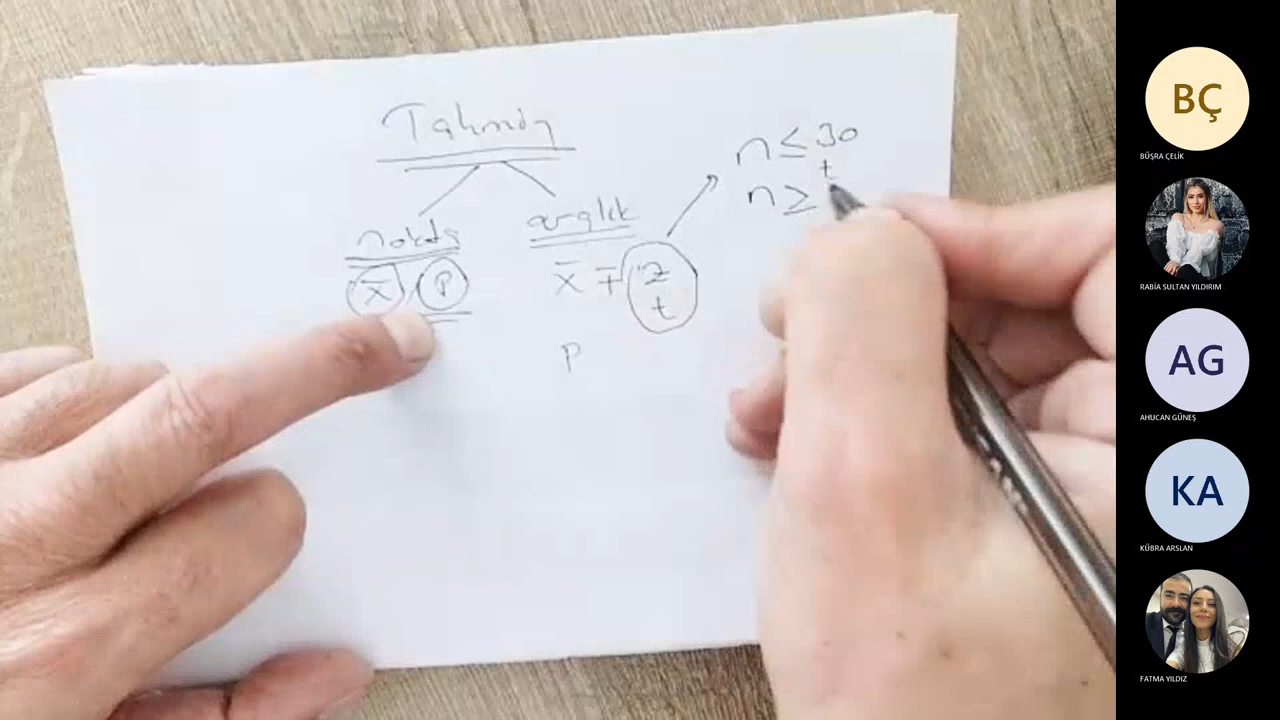 Tahmin
nokta
aralık
x̄, p
x̄ ∓ z
t
p
n ≤ 30
t
n ≥
BÇ
BÜŞRA ÇELİK
RABİA SULTAN YILDIRIM
AG
AHUCAN GÜNEŞ
KA
KÜBRA ARSLAN
FATMA YILDIZ